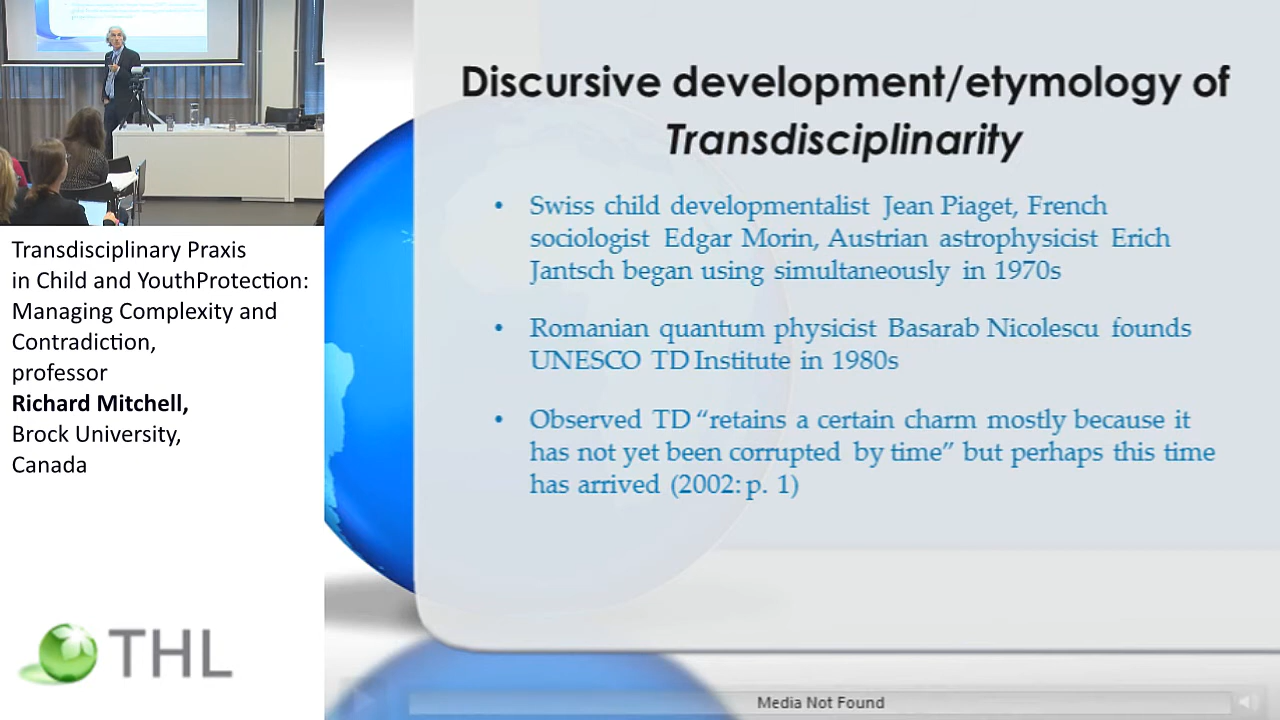 Transdisciplinary Praxis
in Child and YouthProtection:
Managing Complexity and
Contradiction,
professor
Richard Mitchell,
Brock University,
Canada
THL
Discursive development/etymology of
Transdisciplinarity
• Swiss child developmentalist Jean Piaget, French
sociologist Edgar Morin, Austrian astrophysicist Erich
Jantsch began using simultaneously in 1970s
• Romanian quantum physicist Basarab Nicolescu founds
UNESCO TD Institute in 1980s
• Observed TD “retains a certain charm mostly because it
has not yet been corrupted by time” but perhaps this time
has arrived (2002: p. 1)
Media Not Found